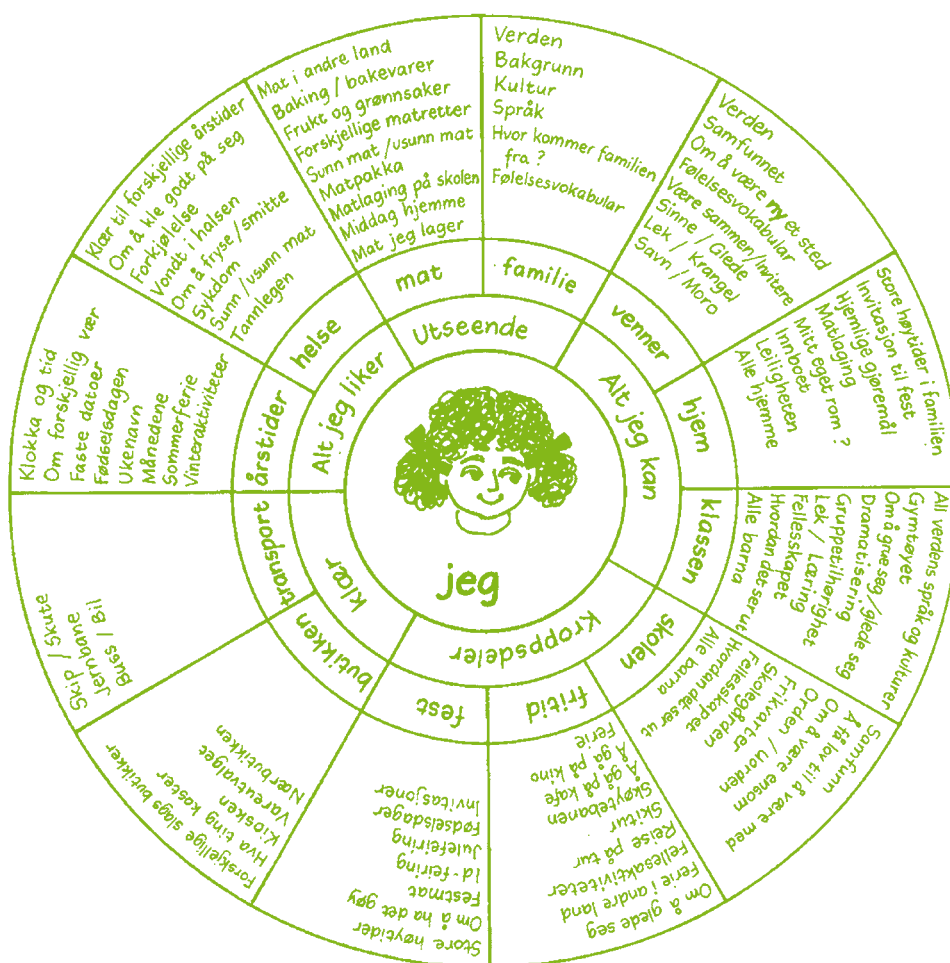 jeg
Utseende
Alt jeg kan
Kroppsdeler
klær
Alt jeg liker
mat
Mat i andre land
Baking / bakevarer
Frukt og grønnsaker
Forskjellige matretter
Sunn mat/usunn mat
Matpakka
Matlaging på skolen
Middag hjemme
Mat jeg lager
familie
Verden
Bakgrunn
Kultur
Språk
Hvor kommer familien
fra ?
Følelsesvokabular
venner
Verden
Samfunnet
Om å være ny et sted
Følelsesvokabular
Være sammen/invitere
Sinne / Glede
Lek / Krangel
Savn / Moro
hjem
Store høytider i familien
Invitasjon til fest
Hjemlige gjøremål
Matlaging
Mitt eget rom ?
Innboet
Leiligheten
Alle hjemme
klassen
All verdens språk og kulturer
Gymtøyet
Om å grue seg/glede seg
Dramatisering
Gruppetilhørighet
Lek / Læring
Fellesskapet
Hvordan det ser ut
Alle barna
skolen
Alle barna
Hvordan det ser ut
Fellesskapet
Skolegården
Frikvarter
Orden / uorden
Om å være ensom
Å få lov til å være med
Samfunn
fritid
Ferie
Å gå på kino
Å gå på kafe
Skøytebanen
Skitur
Reise på tur
Fellesaktiviteter
Ferie i andre land
Om å glede seg
fest
Invitasjoner
Fødselsdager
Julefeiring
Id-feiring
Festmat
Om å ha det gøy
Store høytider
butikken
Nær butikken
Vareutvalget
Kiosken
Hva ting koster
Forskjellige slags butikker
transport
Skip / Skute
Jernbane
Buss / Bil
årstider
Klokka og tid
Om forskjellig vær
Faste datoer
Fødselsdagen
Ukenavn
Månedene
Sommerferie
Vinteraktiviteter
helse
Klær til forskjellige årstider
Om å kle godt på seg
Forkjølelse
Vondt i halsen
Om å fryse/smitte
Sykdom
Sunn/usunn mat
Tannlegen